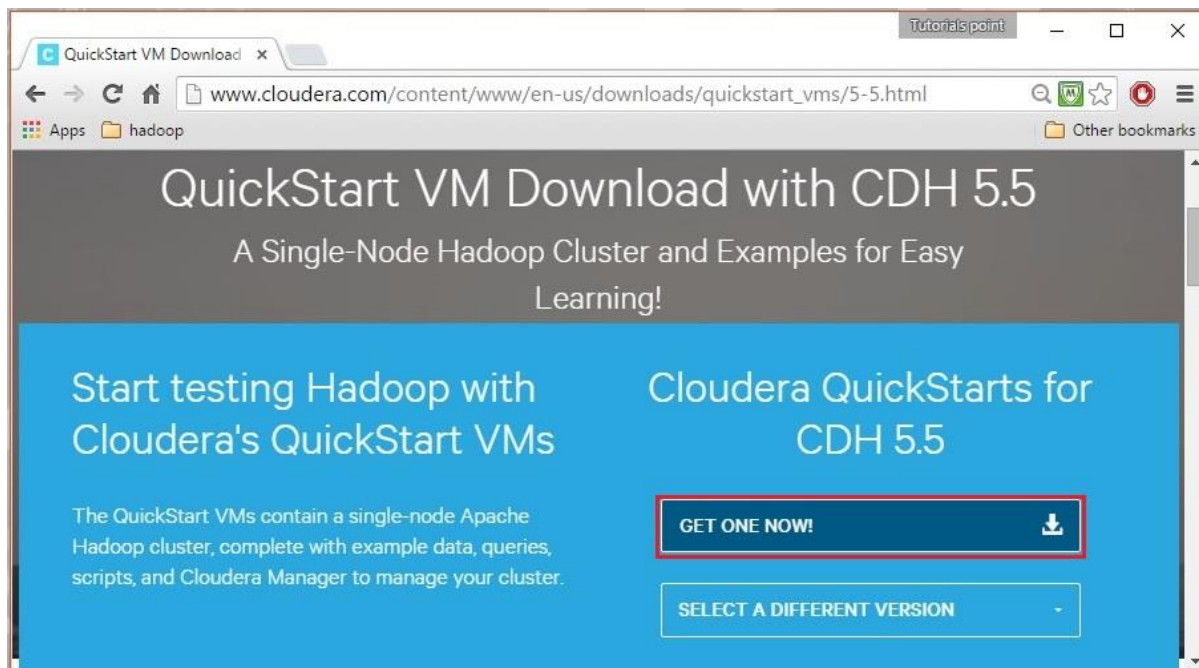 Tutorials point
QuickStart VM Download
www.cloudera.com/content/www/en-us/downloads/quickstart_vms/5-5.html
Apps
hadoop
Other bookmarks
QuickStart VM Download with CDH 5.5
A Single-Node Hadoop Cluster and Examples for Easy
Learning!
Start testing Hadoop with
Cloudera's QuickStart VMs
The QuickStart VMs contain a single-node Apache
Hadoop cluster, complete with example data, queries,
scripts, and Cloudera Manager to manage your cluster.
Cloudera QuickStarts for
CDH 5.5
GET ONE NOW!
SELECT A DIFFERENT VERSION